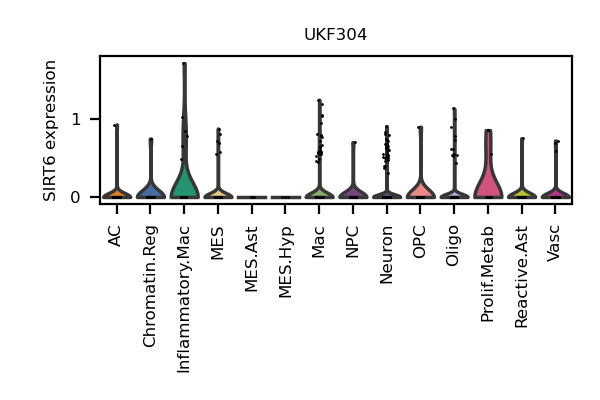 UKF304
SIRT6 expression
1
0
AC
Chromatin.Reg
Inflammatory.Mac
MES
MES.Ast
MES.Hyp
Mac
NPC
Neuron
OPC
Oligo
Prolif.Metab
Reactive.Ast
Vasc